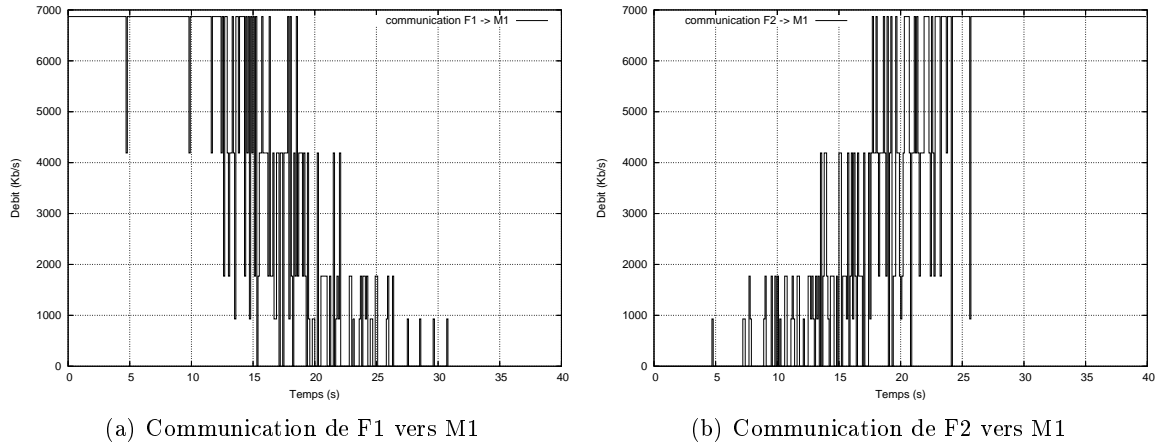 7000
6000
5000
4000
3000
2000
1000
0
Debit (Kb/s)
communication F1 -> M1
0 5 10 15 20 25 30 35 40
Temps (s)
(a) Communication de F1 vers M1
7000
6000
5000
4000
3000
2000
1000
0
Debit (Kb/s)
communication F2 -> M1
0 5 10 15 20 25 30 35 40
Temps (s)
(b) Communication de F2 vers M1